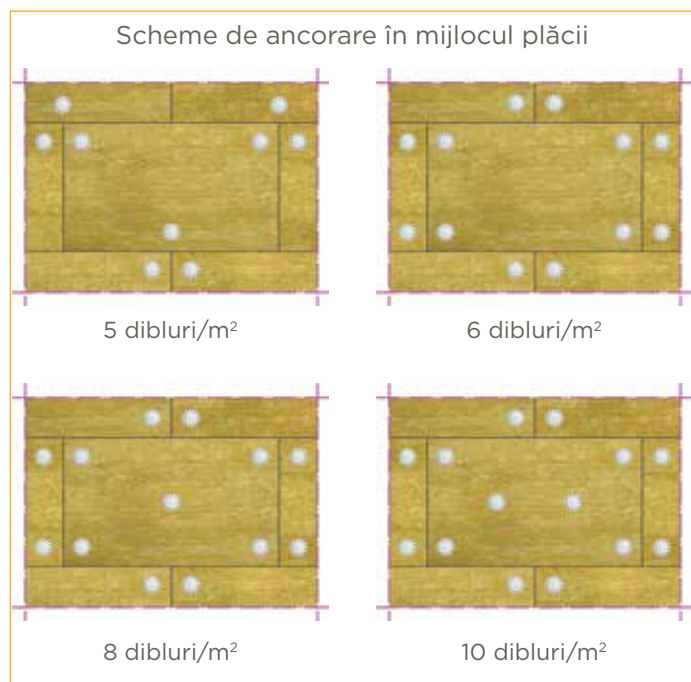 Scheme de ancorare în mijlocul plăcii
5 dibluri/m²
6 dibluri/m²
8 dibluri/m²
10 dibluri/m²